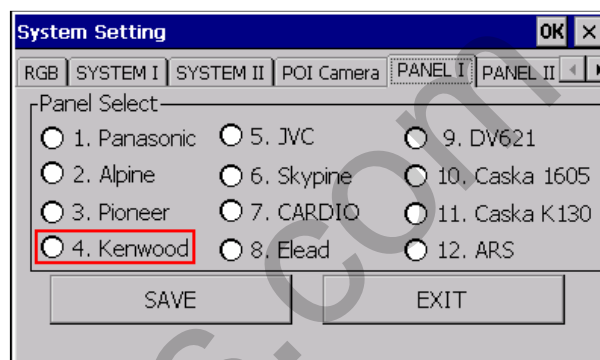 System Setting OK ×
RGB SYSTEM I SYSTEM II POI Camera PANEL I PANEL II
Panel Select
1. Panasonic 5. JVC 9. DV621
2. Alpine 6. Skypine 10. Caska 1605
3. Pioneer 7. CARDIO 11. Caska K130
4. Kenwood 8. Elead 12. ARS
SAVE EXIT
s.com